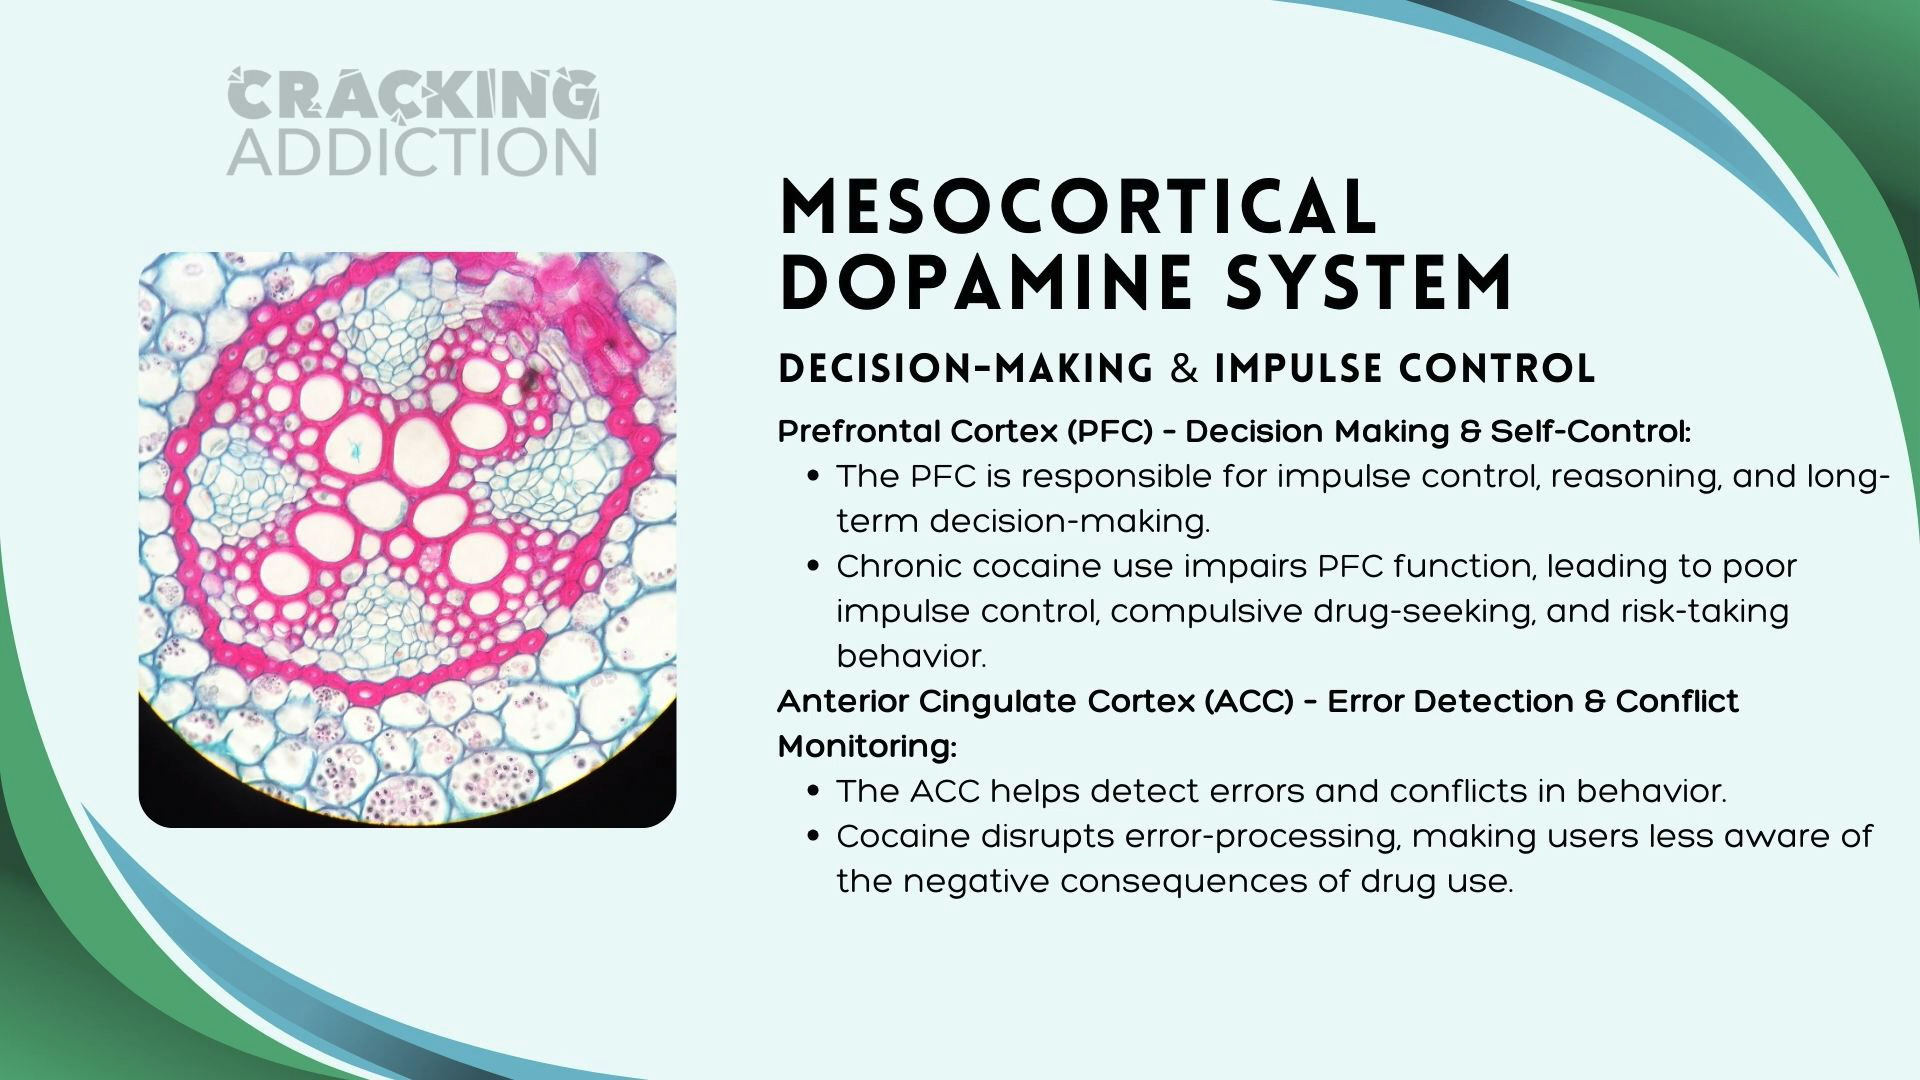 CRACKING
ADDICTION
MESOCORTICAL
DOPAMINE SYSTEM
DECISION-MAKING & IMPULSE CONTROL
Prefrontal Cortex (PFC) - Decision Making & Self-Control:
• The PFC is responsible for impulse control, reasoning, and long-
term decision-making.
• Chronic cocaine use impairs PFC function, leading to poor
impulse control, compulsive drug-seeking, and risk-taking
behavior.
Anterior Cingulate Cortex (ACC) - Error Detection & Conflict
Monitoring:
• The ACC helps detect errors and conflicts in behavior.
• Cocaine disrupts error-processing, making users less aware of
the negative consequences of drug use.